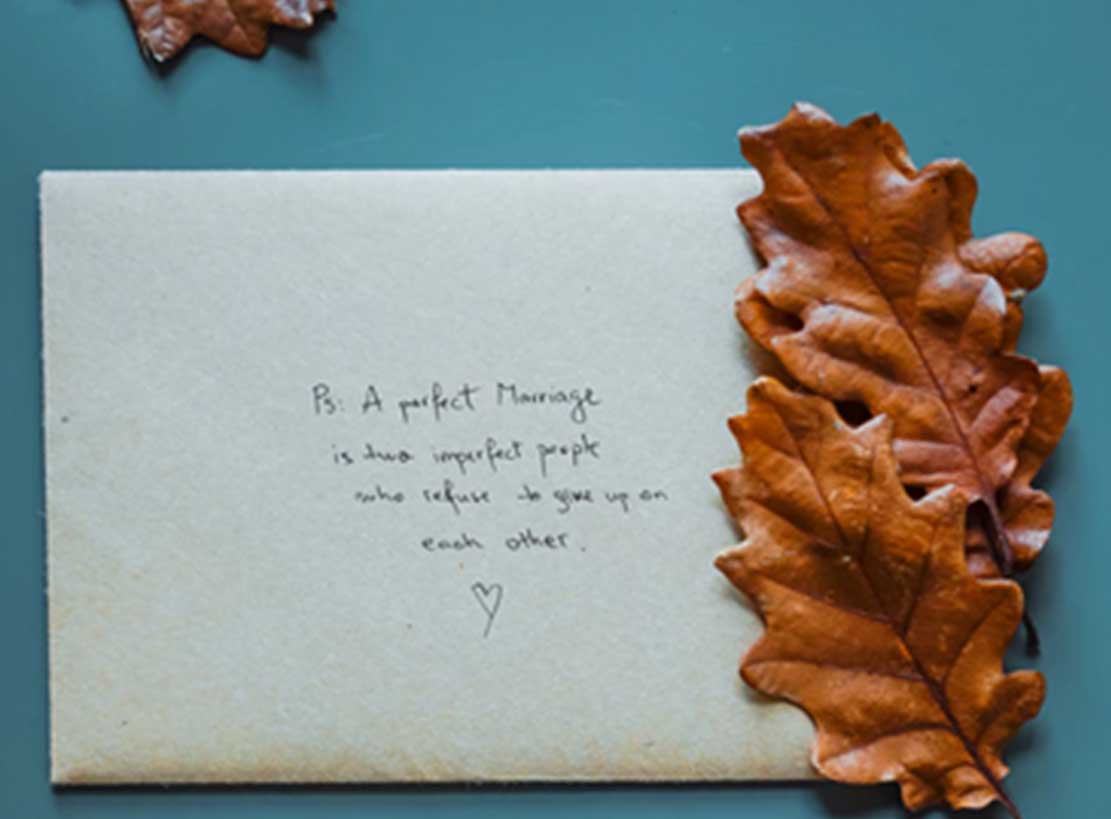 Ps: A perfect Marriage
is two imperfect people
who refuse to give up on
each other.